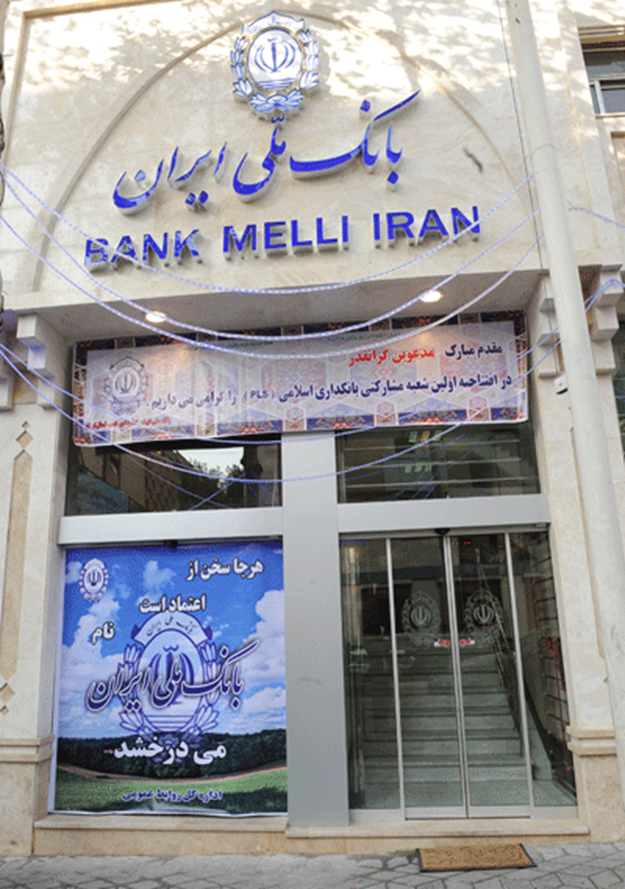 بانک ملّی ایران
BANK MELLI IRAN
مقدم مبارک مدعوین گرانقدر
در افتتاحیه اولین شعبه مشارکتی بانکداری اسلامی (PLS) را گرامی می داریم.
هرجا سخن از
اعتماد است
نام
بانک ملی ایران
می درخشد
اداره کل روابط عمومی